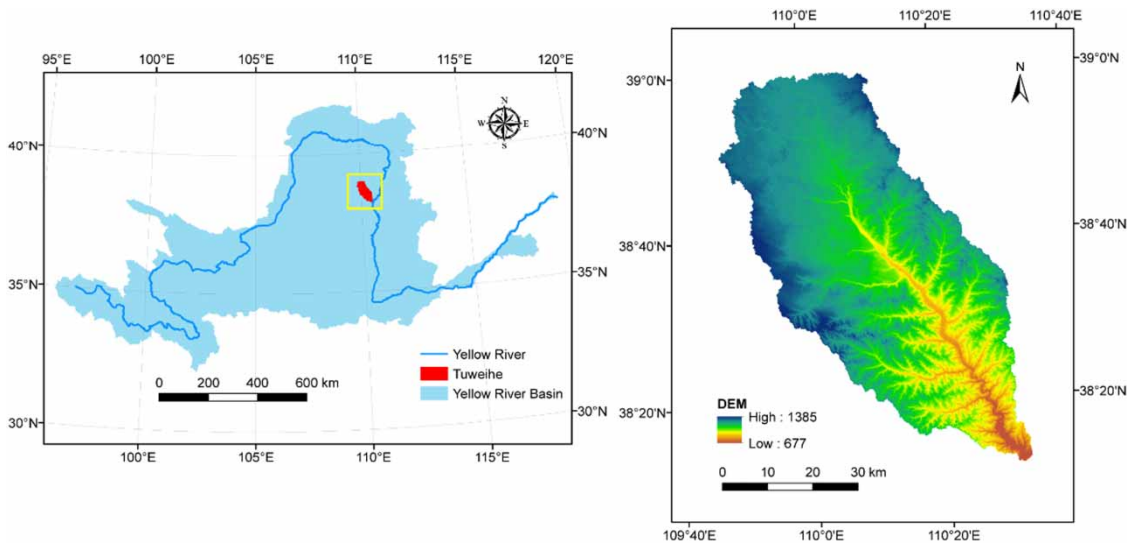 95°E 100°E 105°E 110°E 115°E 120°E
40°N 40°N
35°N 35°N
30°N 30°N
N
W E
S
Yellow River
Tuweihe
Yellow River Basin
0 200 400 600 km
100°E 105°E 110°E 115°E
110°0'E 110°20'E 110°40'E
39°0'N 39°0'N
N
38°40'N 38°40'N
38°20'N 38°20'N
DEM
High : 1385
Low : 677
0 10 20 30 km
109°40'E 110°0'E 110°20'E